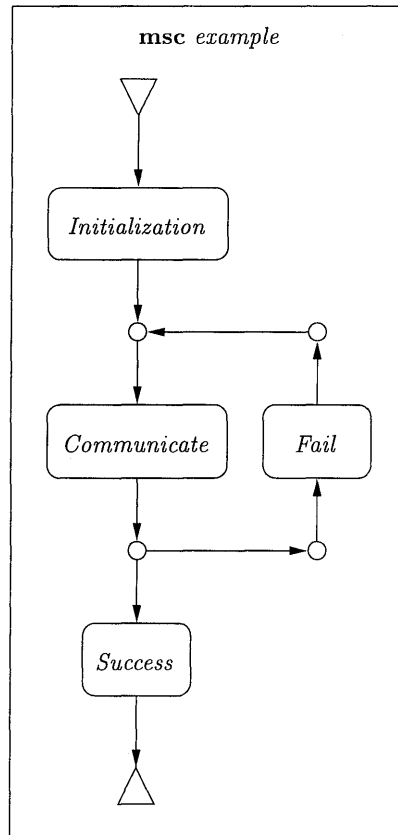 msc example
Initialization
Communicate
Fail
Success